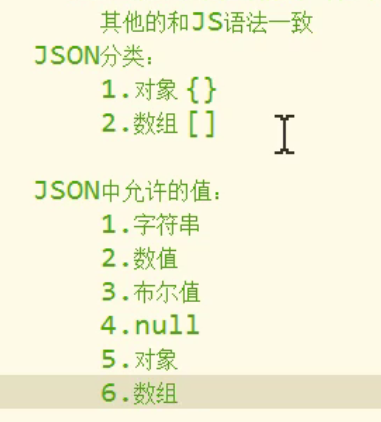 其他的和JS语法一致
JSON分类:
1.对象 {}
2.数组 []
JSON中允许的值:
1.字符串
2.数值
3.布尔值
4.null
5.对象
6.数组